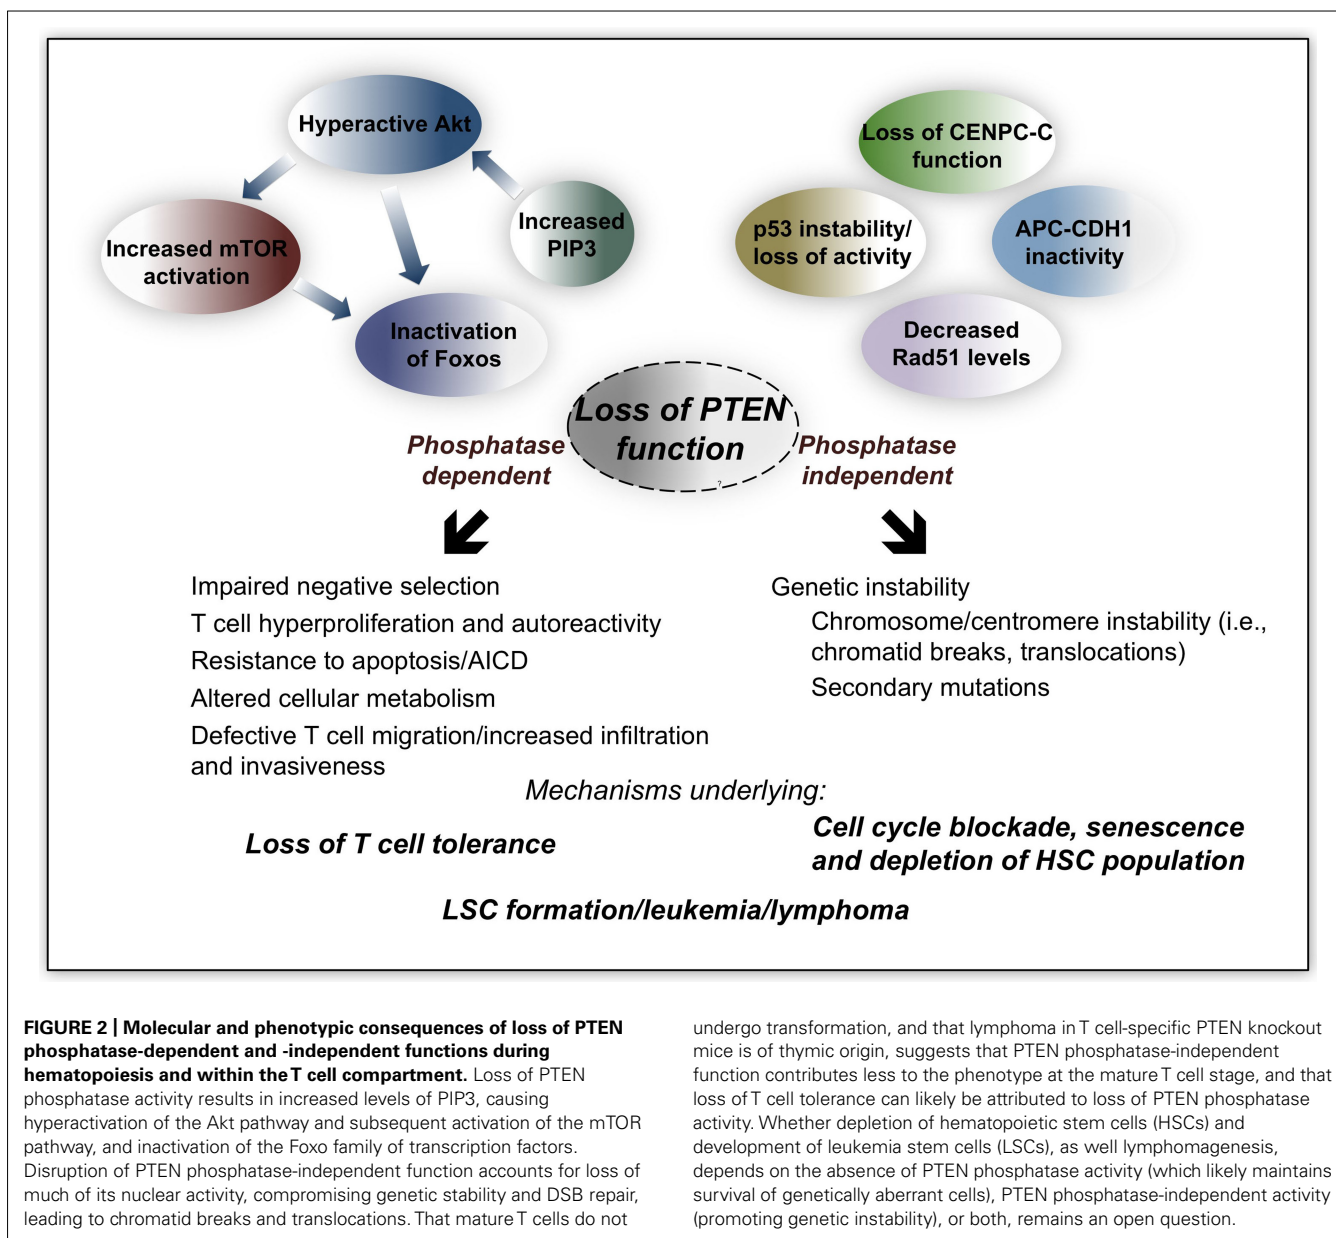 Hyperactive Akt
Increased mTOR
activation
Increased
PIP3
Inactivation
of Foxos
Loss of CENPC-C
function
p53 instability/
loss of activity
APC-CDH1
inactivity
Decreased
Rad51 levels
Loss of PTEN
function
?
Phosphatase
dependent
Phosphatase
independent
Impaired negative selection
T cell hyperproliferation and autoreactivity
Resistance to apoptosis/AICD
Altered cellular metabolism
Defective T cell migration/increased infiltration
and invasiveness
Genetic instability
Chromosome/centromere instability (i.e.,
chromatid breaks, translocations)
Secondary mutations
Mechanisms underlying:
Loss of T cell tolerance
Cell cycle blockade, senescence
and depletion of HSC population
LSC formation/leukemia/lymphoma
FIGURE 2 | Molecular and phenotypic consequences of loss of PTEN
phosphatase-dependent and -independent functions during
hematopoiesis and within the T cell compartment. Loss of PTEN
phosphatase activity results in increased levels of PIP3, causing
hyperactivation of the Akt pathway and subsequent activation of the mTOR
pathway, and inactivation of the Foxo family of transcription factors.
Disruption of PTEN phosphatase-independent function accounts for loss of
much of its nuclear activity, compromising genetic stability and DSB repair,
leading to chromatid breaks and translocations. That mature T cells do not
undergo transformation, and that lymphoma in T cell-specific PTEN knockout
mice is of thymic origin, suggests that PTEN phosphatase-independent
function contributes less to the phenotype at the mature T cell stage, and that
loss of T cell tolerance can likely be attributed to loss of PTEN phosphatase
activity. Whether depletion of hematopoietic stem cells (HSCs) and
development of leukemia stem cells (LSCs), as well lymphomagenesis,
depends on the absence of PTEN phosphatase activity (which likely maintains
survival of genetically aberrant cells), PTEN phosphatase-independent activity
(promoting genetic instability), or both, remains an open question.